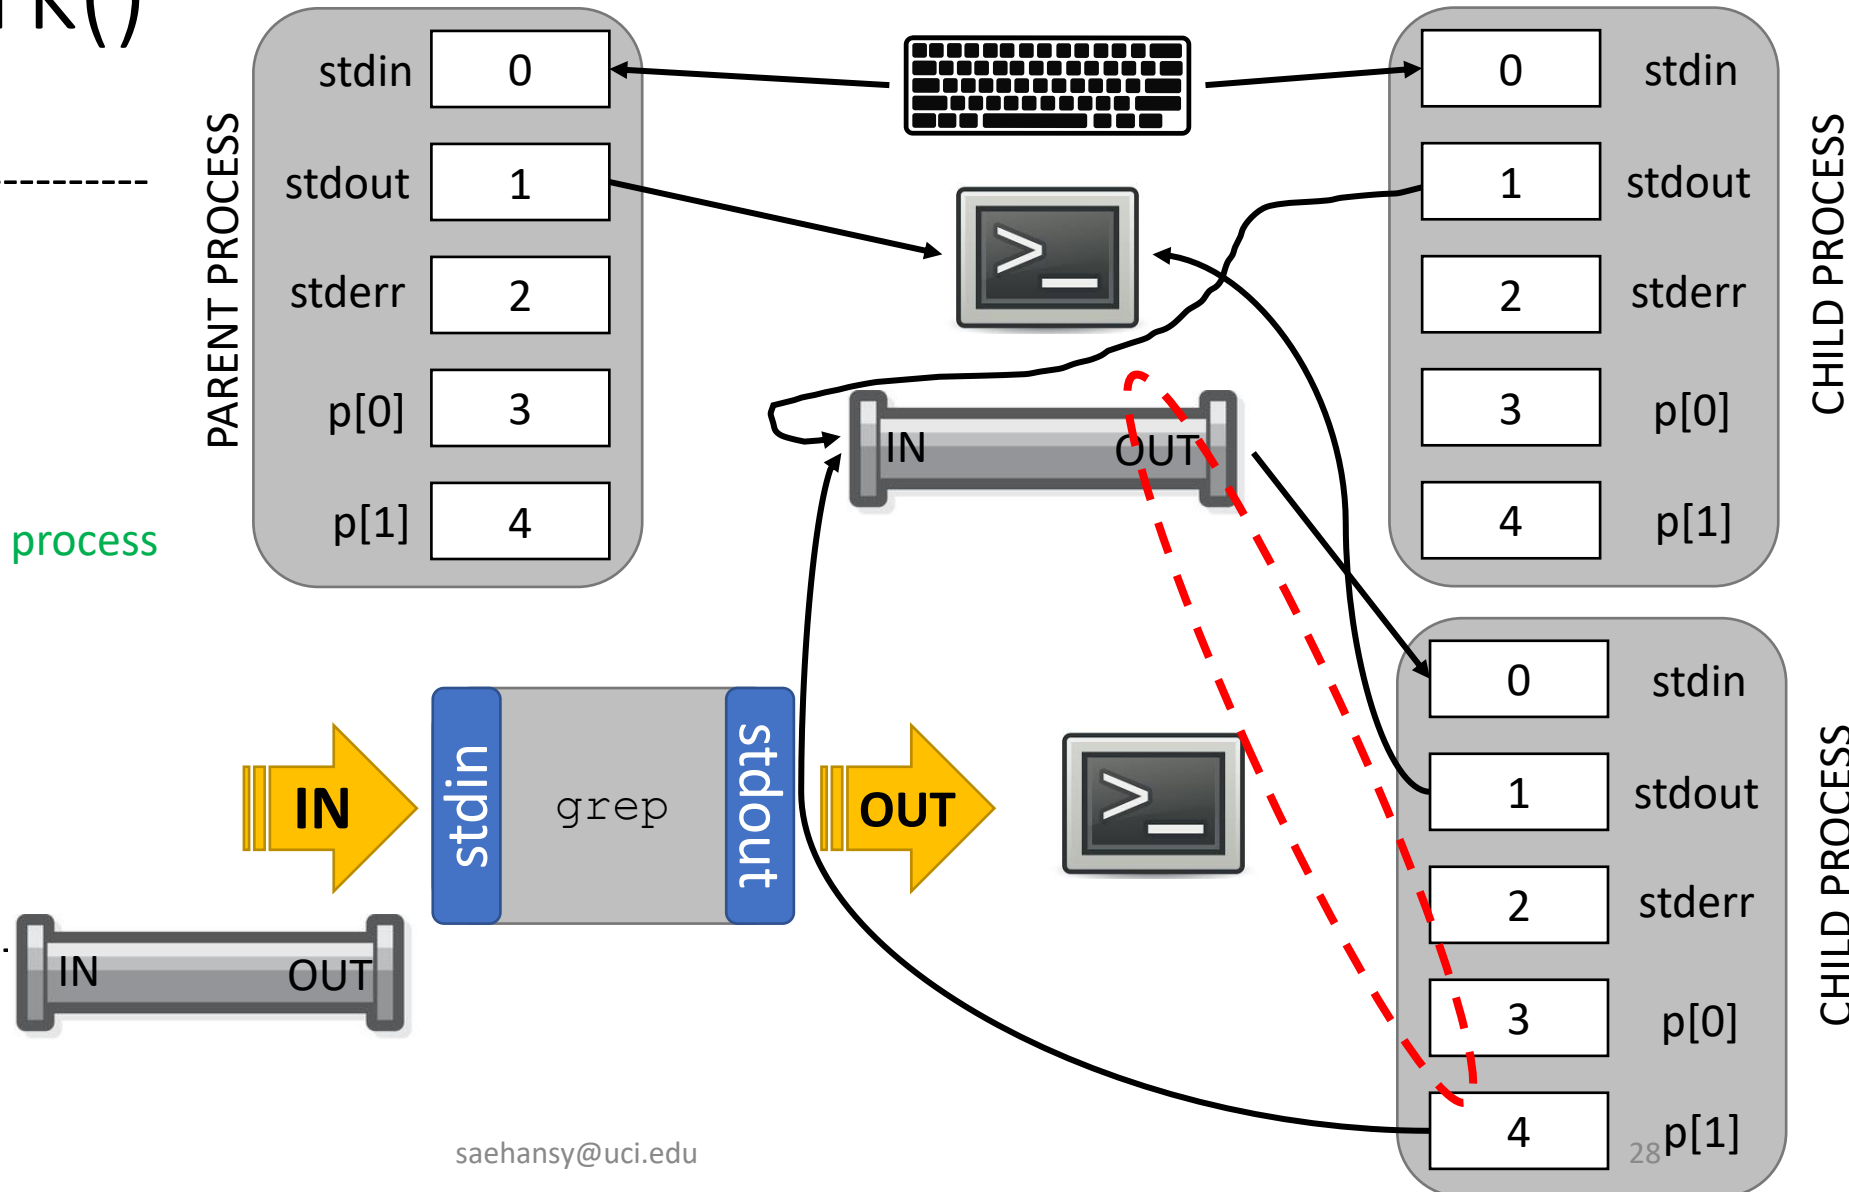 rk()
PARENT PROCESS
stdin 0
stdout 1
stderr 2
p[0] 3
p[1] 4
0 stdin
1 stdout
2 stderr
3 p[0]
4 p[1]
CHILD PROCESS
>_
IN OUT
process
IN
stdin
grep
stdout
OUT
>_
0 stdin
1 stdout
2 stderr
3 p[0]
4 p[1]
CHILD PROCESS
IN OUT
saehansy@uci.edu
28